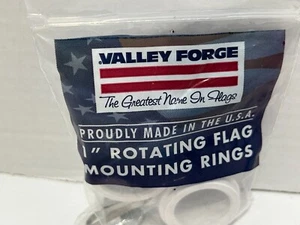 VALLEY FORGE
The Greatest Name In Flags
PROUDLY MADE IN THE U.S.A.
1" ROTATING FLAG
MOUNTING RINGS